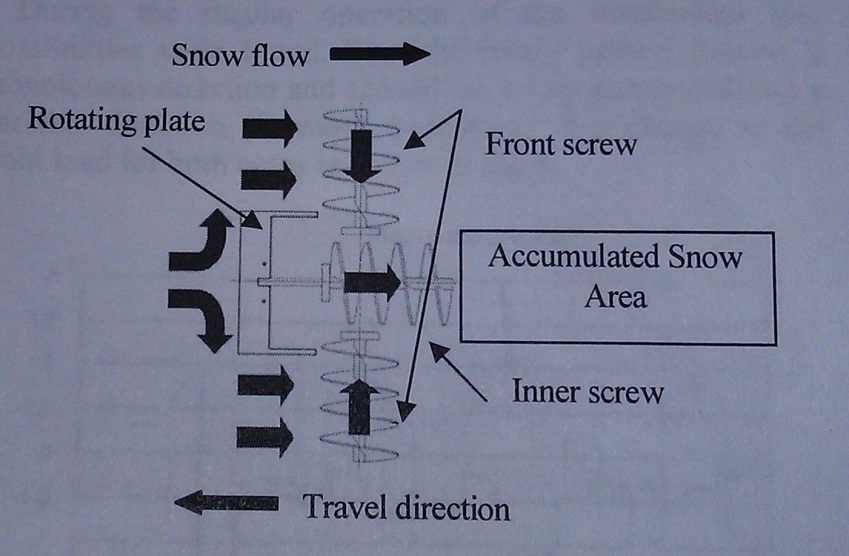 Snow flow
Rotating plate
Front screw
Accumulated Snow
Area
Inner screw
Travel direction